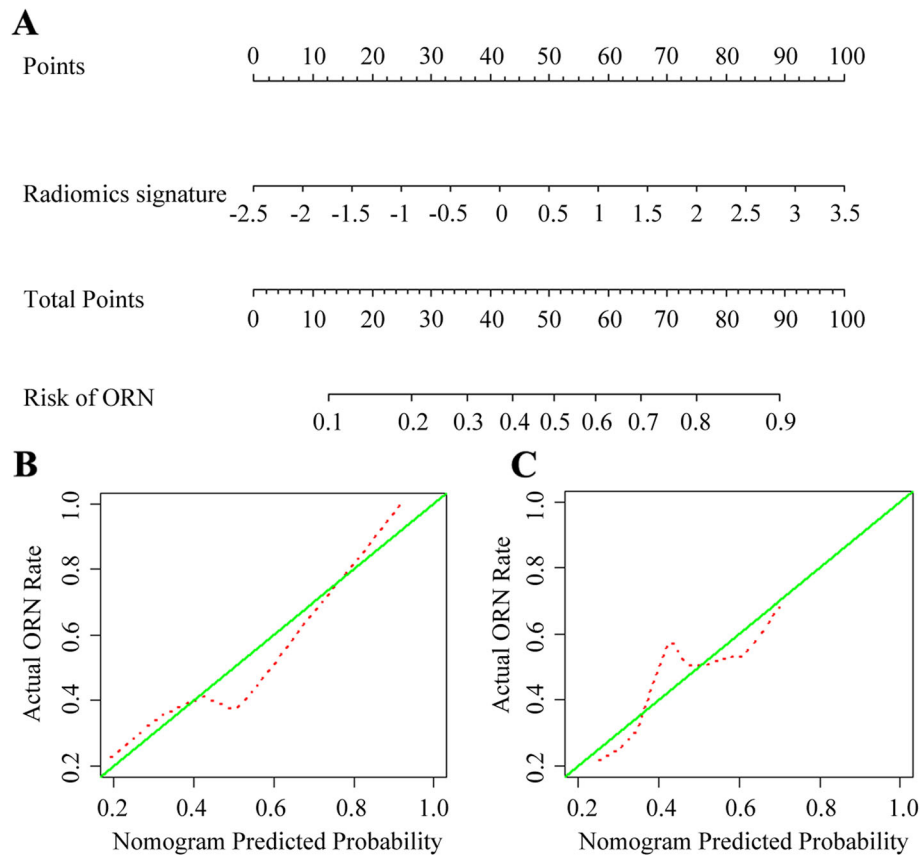 A
Points
0 10 20 30 40 50 60 70 80 90 100
Radiomics signature
-2.5 -2 -1.5 -1 -0.5 0 0.5 1 1.5 2 2.5 3 3.5
Total Points
0 10 20 30 40 50 60 70 80 90 100
Risk of ORN
0.1 0.2 0.3 0.4 0.5 0.6 0.7 0.8 0.9
B
Actual ORN Rate
1.0
0.8
0.6
0.4
0.2
0.2 0.4 0.6 0.8 1.0
Nomogram Predicted Probability
C
Actual ORN Rate
1.0
0.8
0.6
0.4
0.2
0.2 0.4 0.6 0.8 1.0
Nomogram Predicted Probability